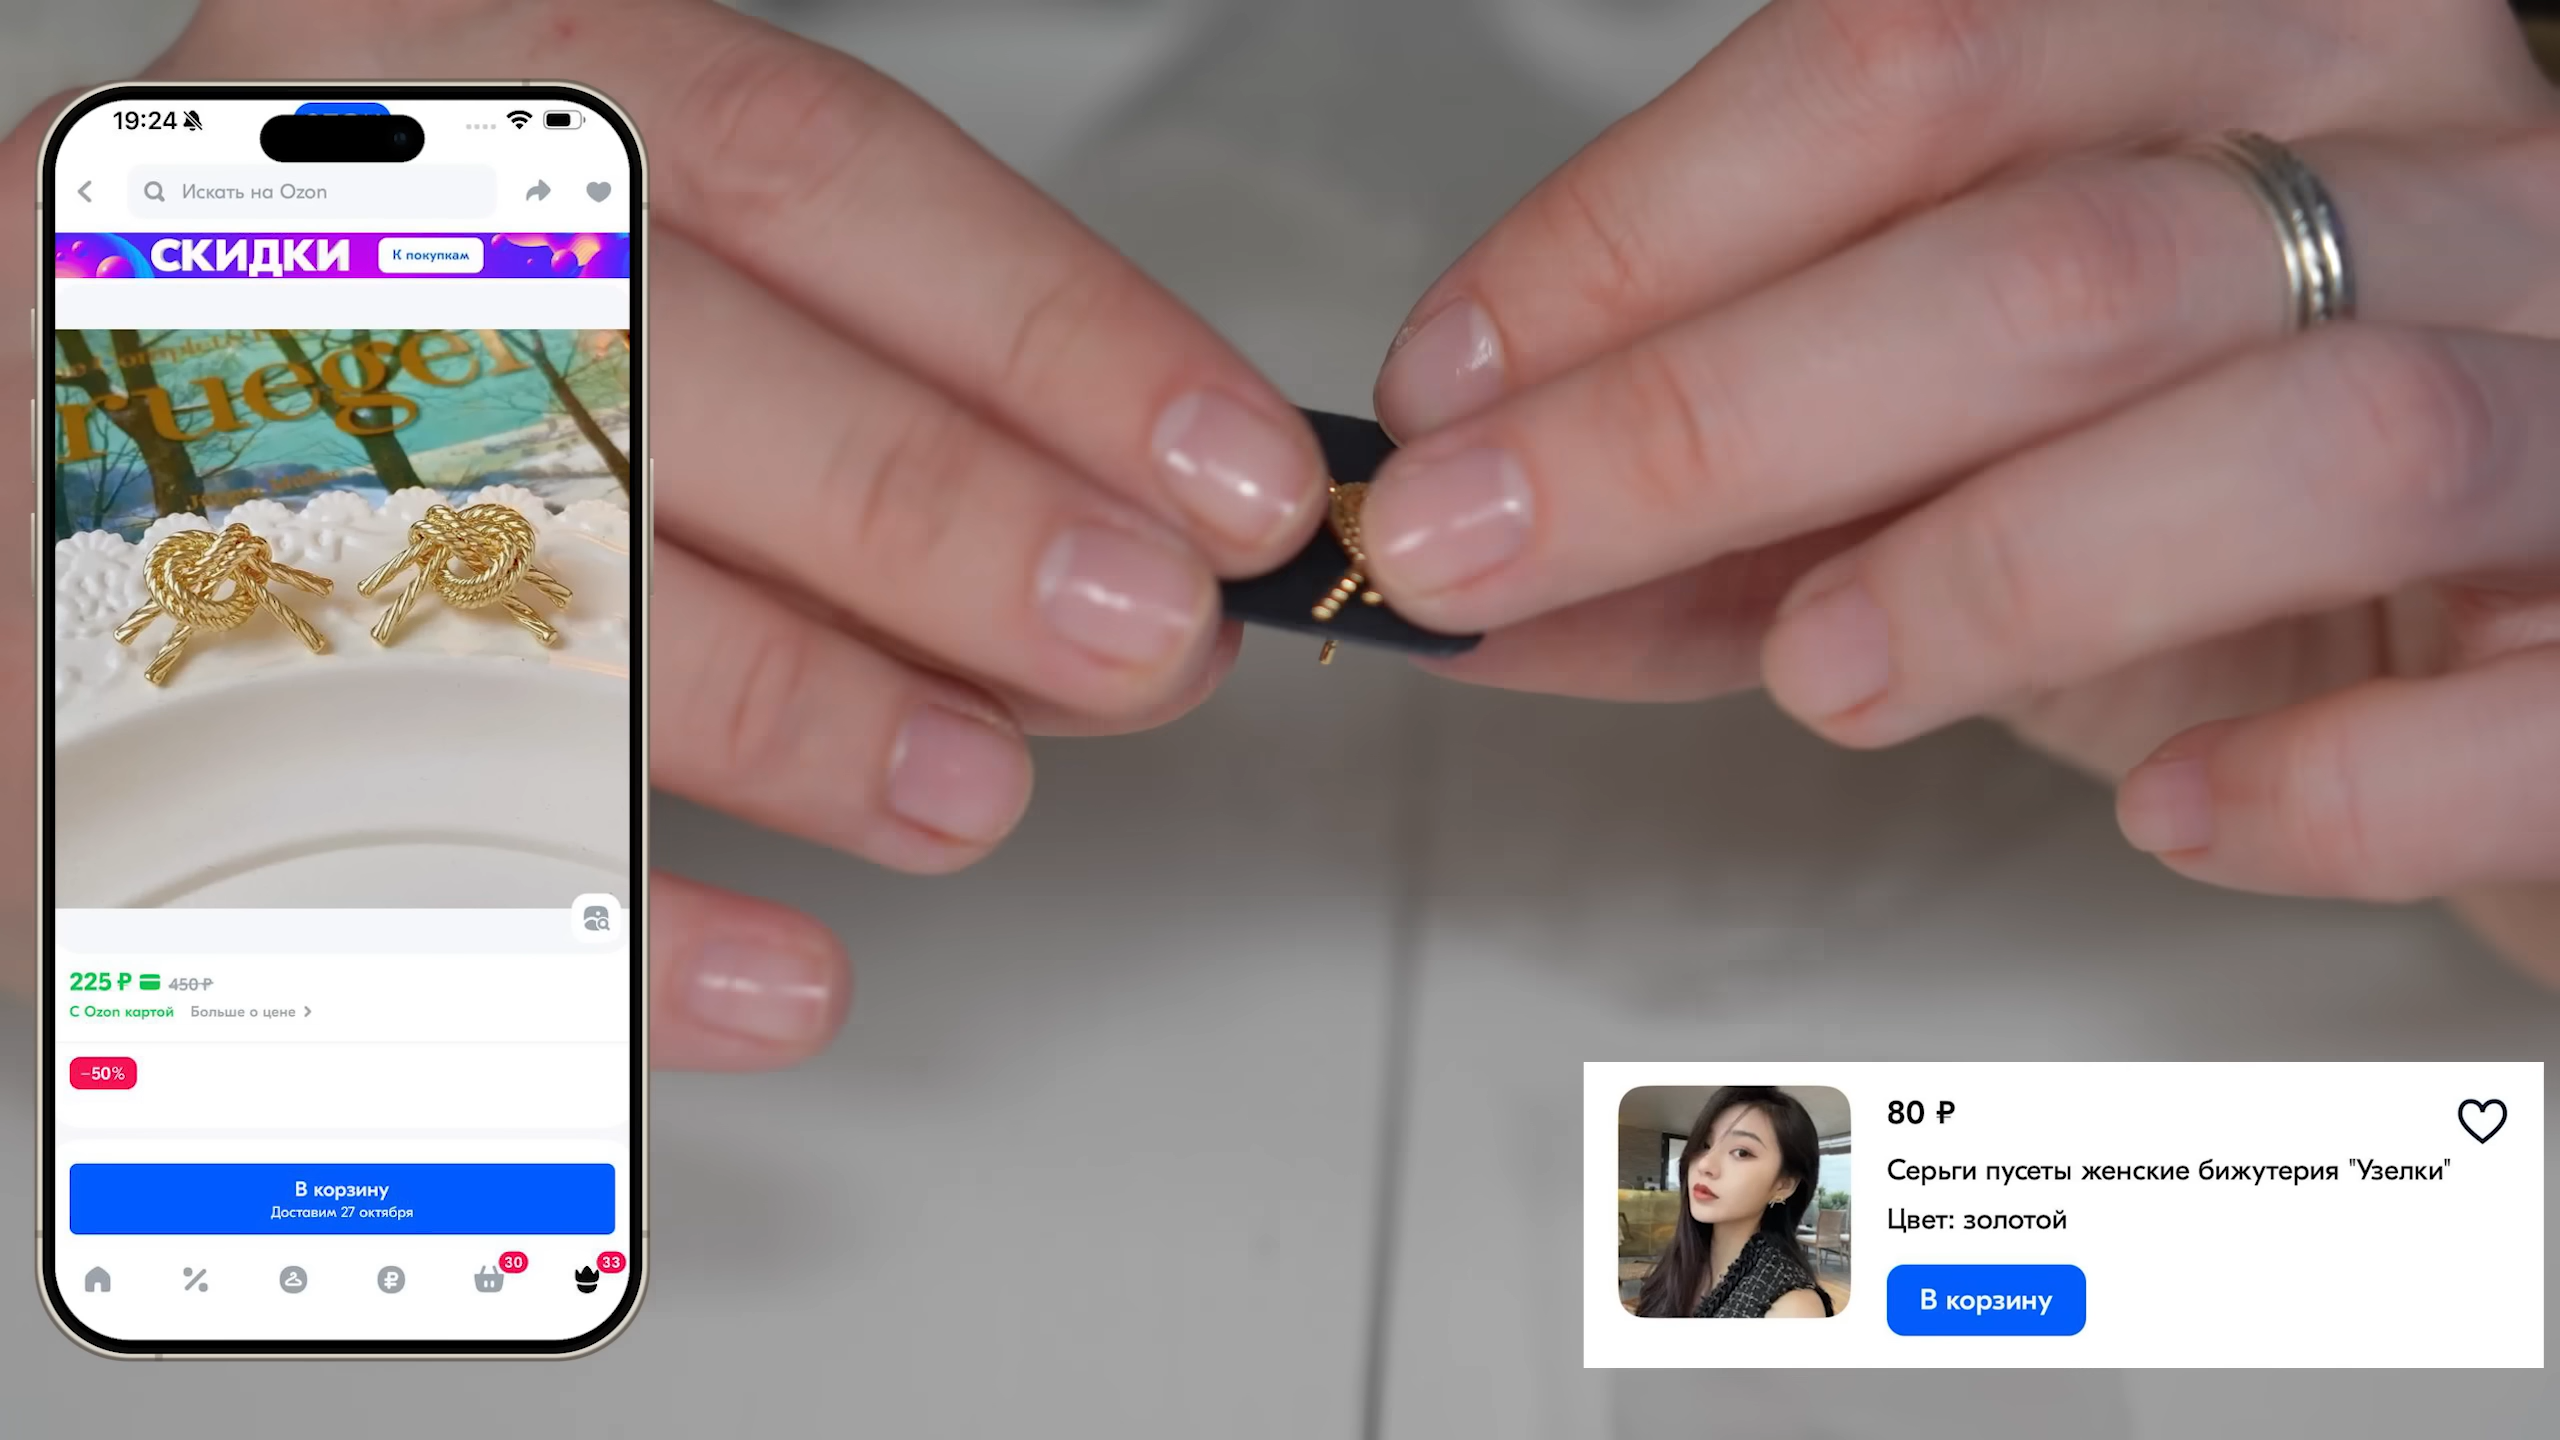 19:24
Искать на Ozon
СКИДКИ
К покупкам
ruegel
225 ₽ 450 ₽
С Ozon картой Больше о цене
−50%
В корзину
Доставим 27 октября
30
33
80 ₽
Серьги пусеты женские бижутерия "Узелки"
Цвет: золотой
В корзину